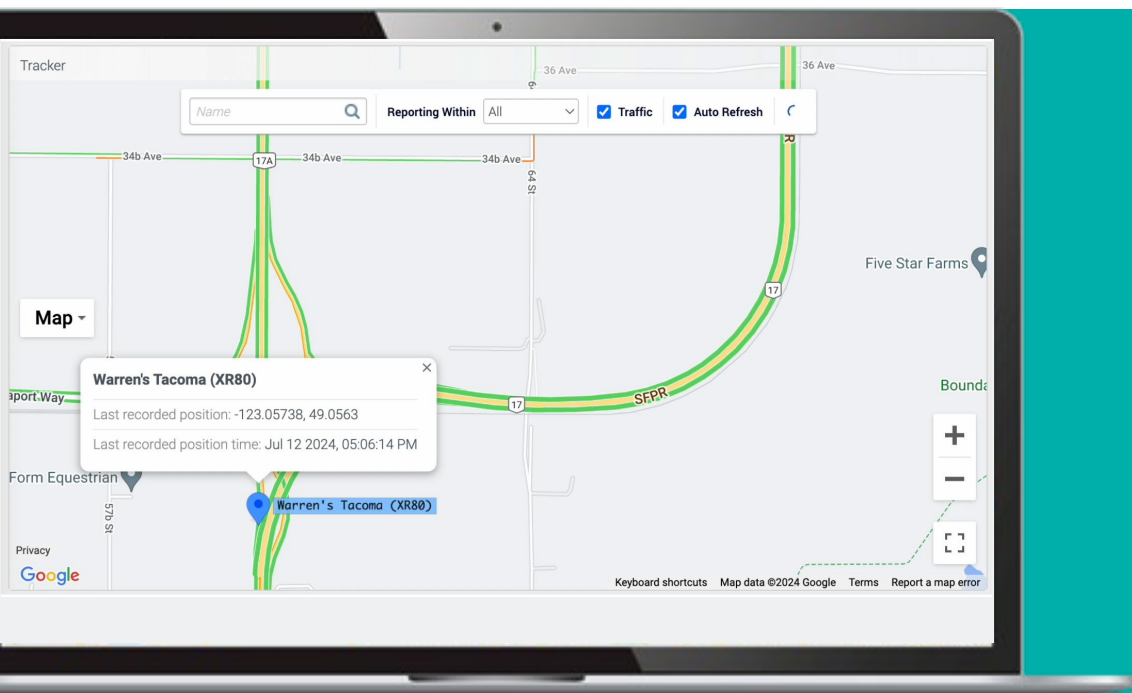 Tracker
36 Ave
36 Ave
Name
Reporting Within
All
Traffic
Auto Refresh
34b Ave
17A
34b Ave
34b Ave
64 St
Five Star Farms
17
Map
Warren's Tacoma (XR80)
Last recorded position: -123.05738, 49.0563
Last recorded position time: Jul 12 2024, 05:06:14 PM
aport Way
17
SFPR
Bounda
Form Equestrian
57b St
Warren's Tacoma (XR80)
Privacy
Google
Keyboard shortcuts
Map data ©2024 Google
Terms
Report a map error